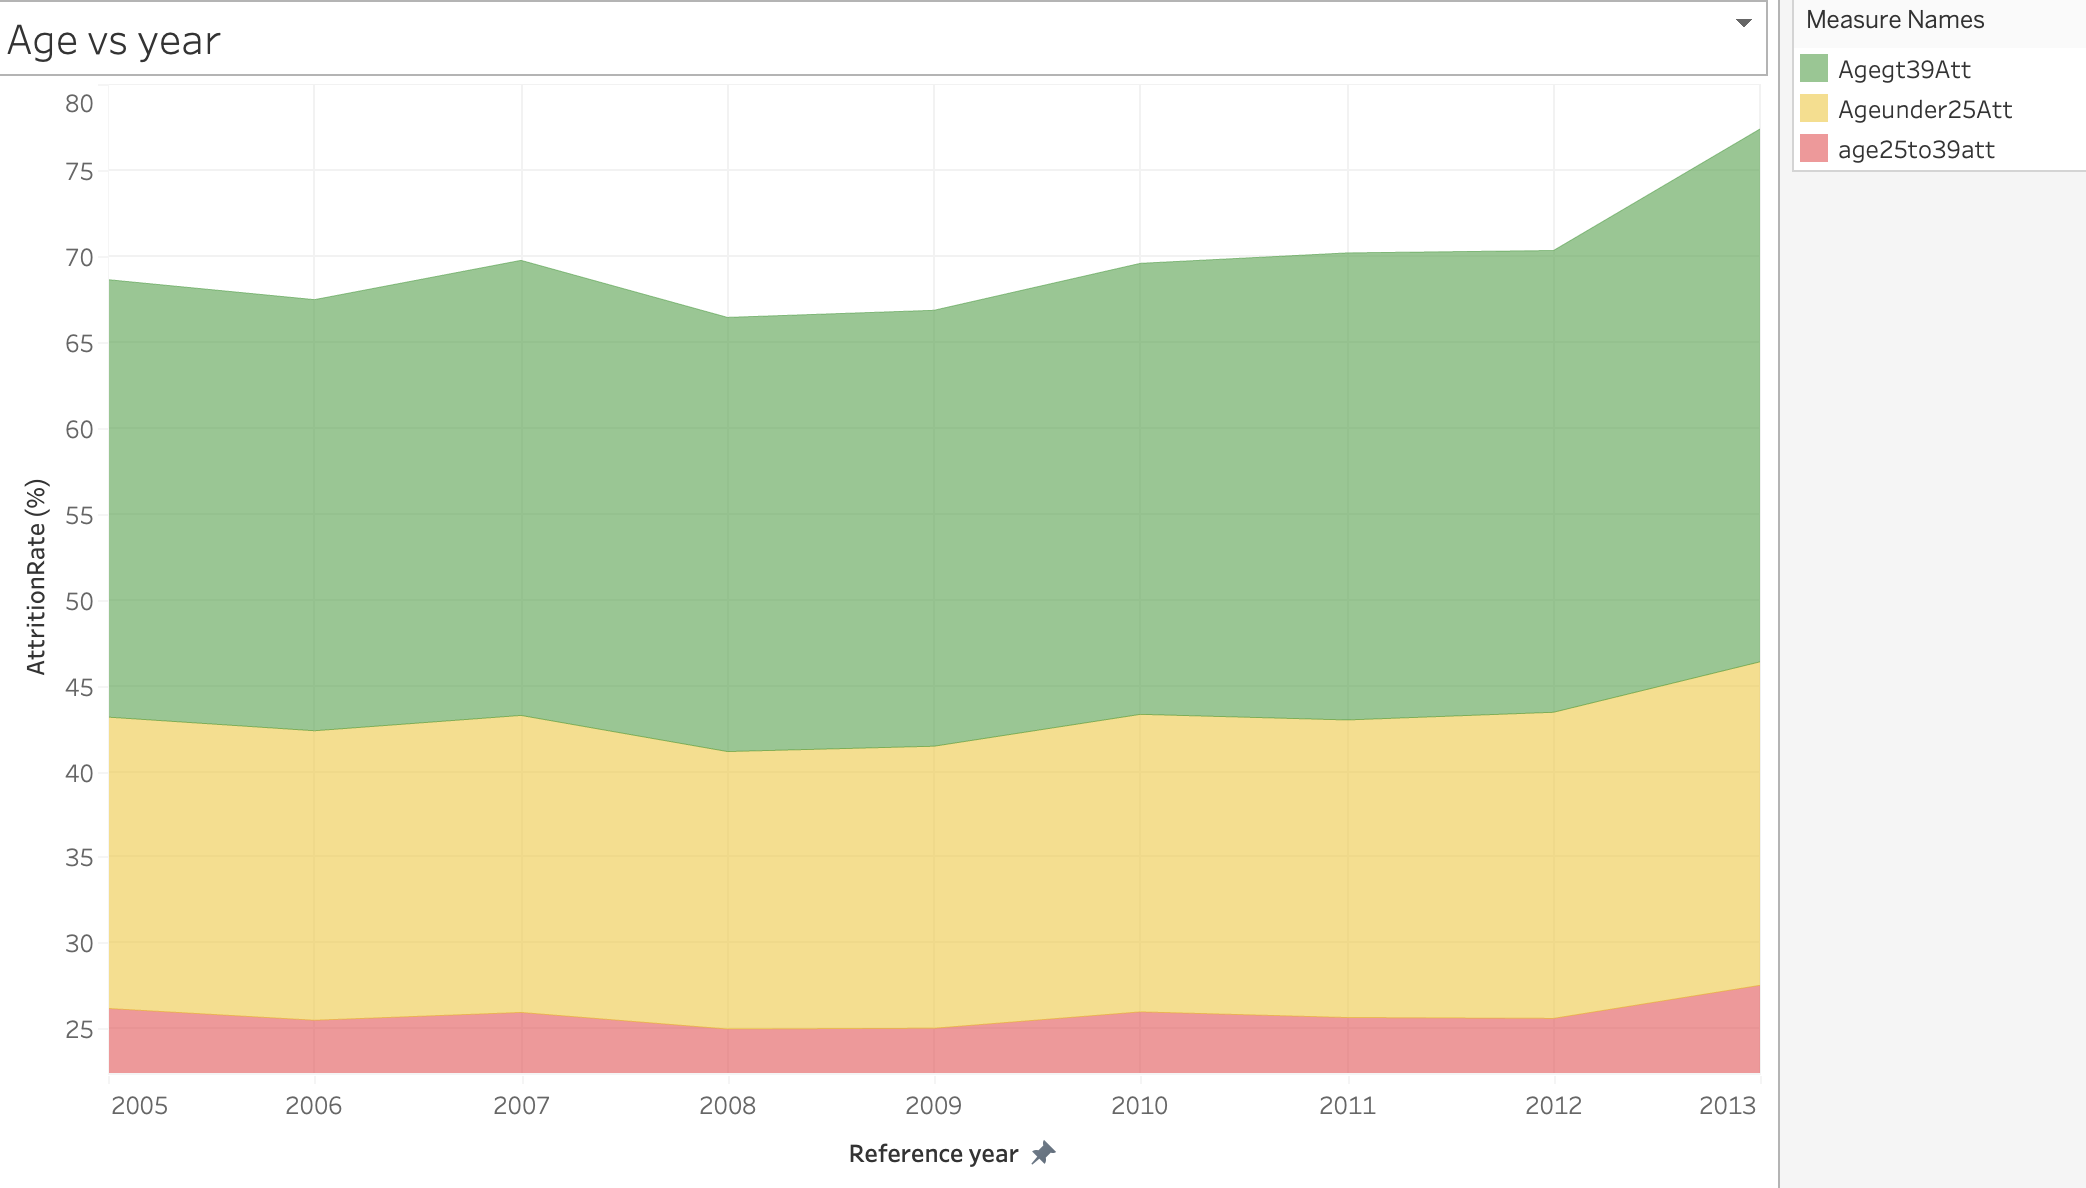 Age vs year
Measure Names
Agegt39Att
Ageunder25Att
age25to39att
AttritionRate (%)
80
75
70
65
60
55
50
45
40
35
30
25
2005 2006 2007 2008 2009 2010 2011 2012 2013
Reference year